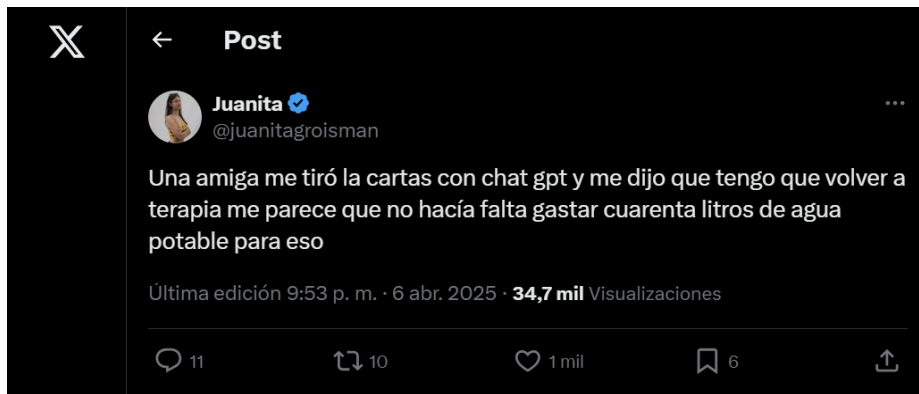 Post
Juanita
@juanitagroisman
Una amiga me tiró la cartas con chat gpt y me dijo que tengo que volver a
terapia me parece que no hacía falta gastar cuarenta litros de agua
potable para eso
Última edición 9:53 p. m. · 6 abr. 2025 · 34,7 mil Visualizaciones
11 10 1 mil 6